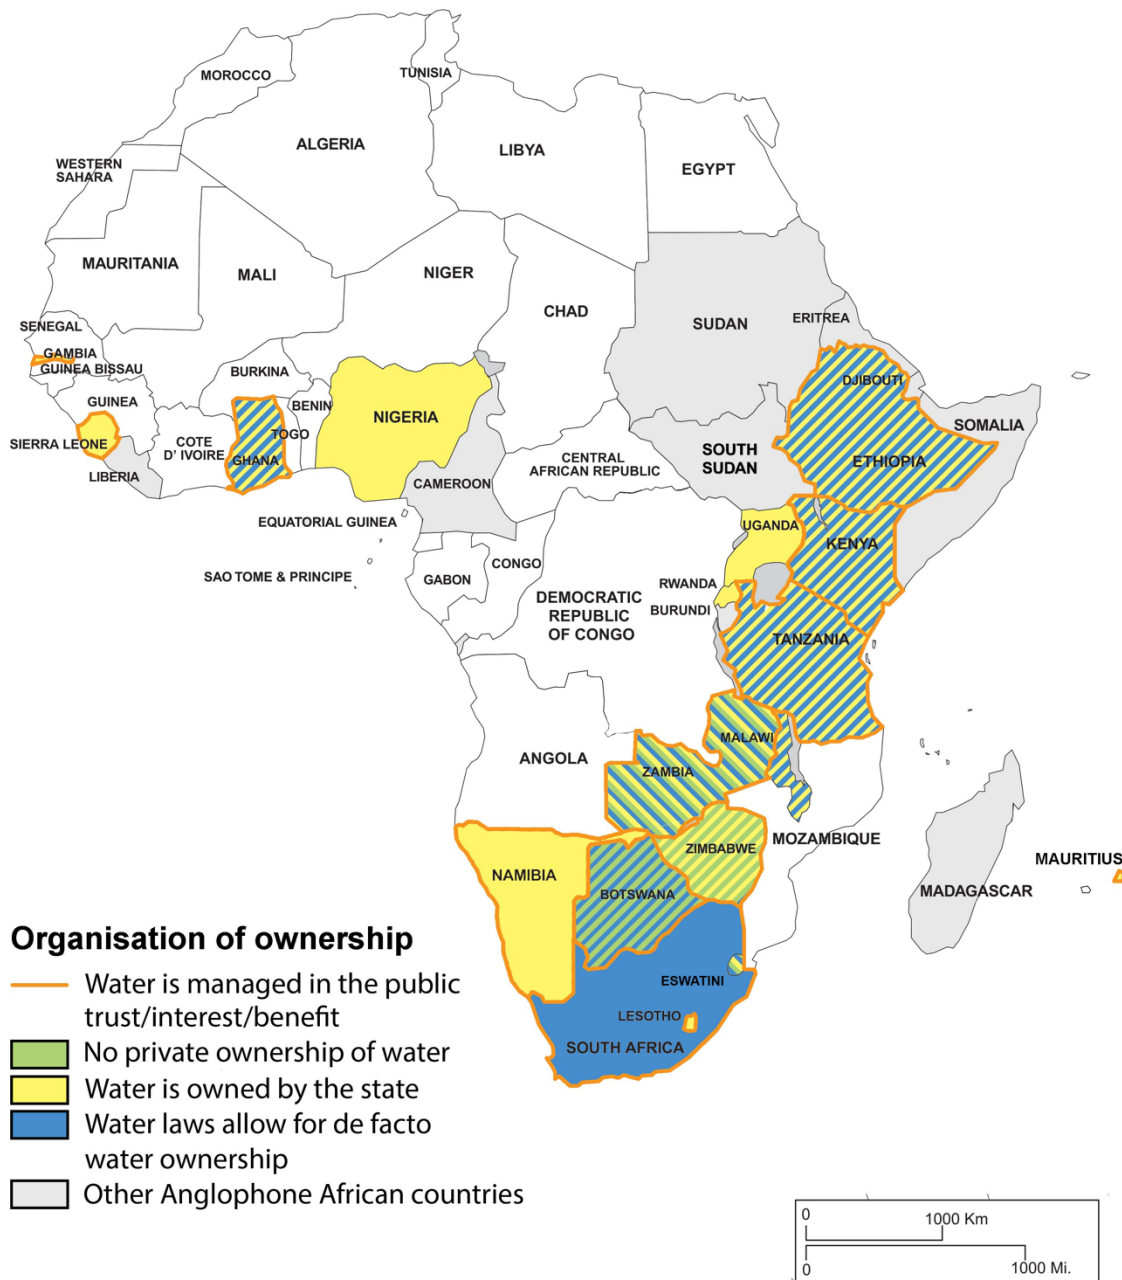 MOROCCO
TUNISIA
ALGERIA
LIBYA
EGYPT
WESTERN
SAHARA
MAURITANIA
MALI
NIGER
CHAD
SUDAN
ERITREA
SENEGAL
GAMBIA
GUINEA BISSAU
BURKINA
DJIBOUTI
GUINEA
BENIN
NIGERIA
SOMALIA
SIERRA LEONE
COTE
D' IVOIRE
TOGO
GHANA
SOUTH
SUDAN
CENTRAL
AFRICAN REPUBLIC
ETHIOPIA
LIBERIA
CAMEROON
EQUATORIAL GUINEA
UGANDA
KENYA
SAO TOME & PRINCIPE
GABON
CONGO
RWANDA
BURUNDI
DEMOCRATIC
REPUBLIC
OF CONGO
TANZANIA
ANGOLA
ZAMBIA
MALAWI
MOZAMBIQUE
ZIMBABWE
MAURITIUS
NAMIBIA
BOTSWANA
MADAGASCAR
ESWATINI
LESOTHO
SOUTH AFRICA
Organisation of ownership
Water is managed in the public
trust/interest/benefit
No private ownership of water
Water is owned by the state
Water laws allow for de facto
water ownership
Other Anglophone African countries
0
1000 Km
0
1000 Mi.